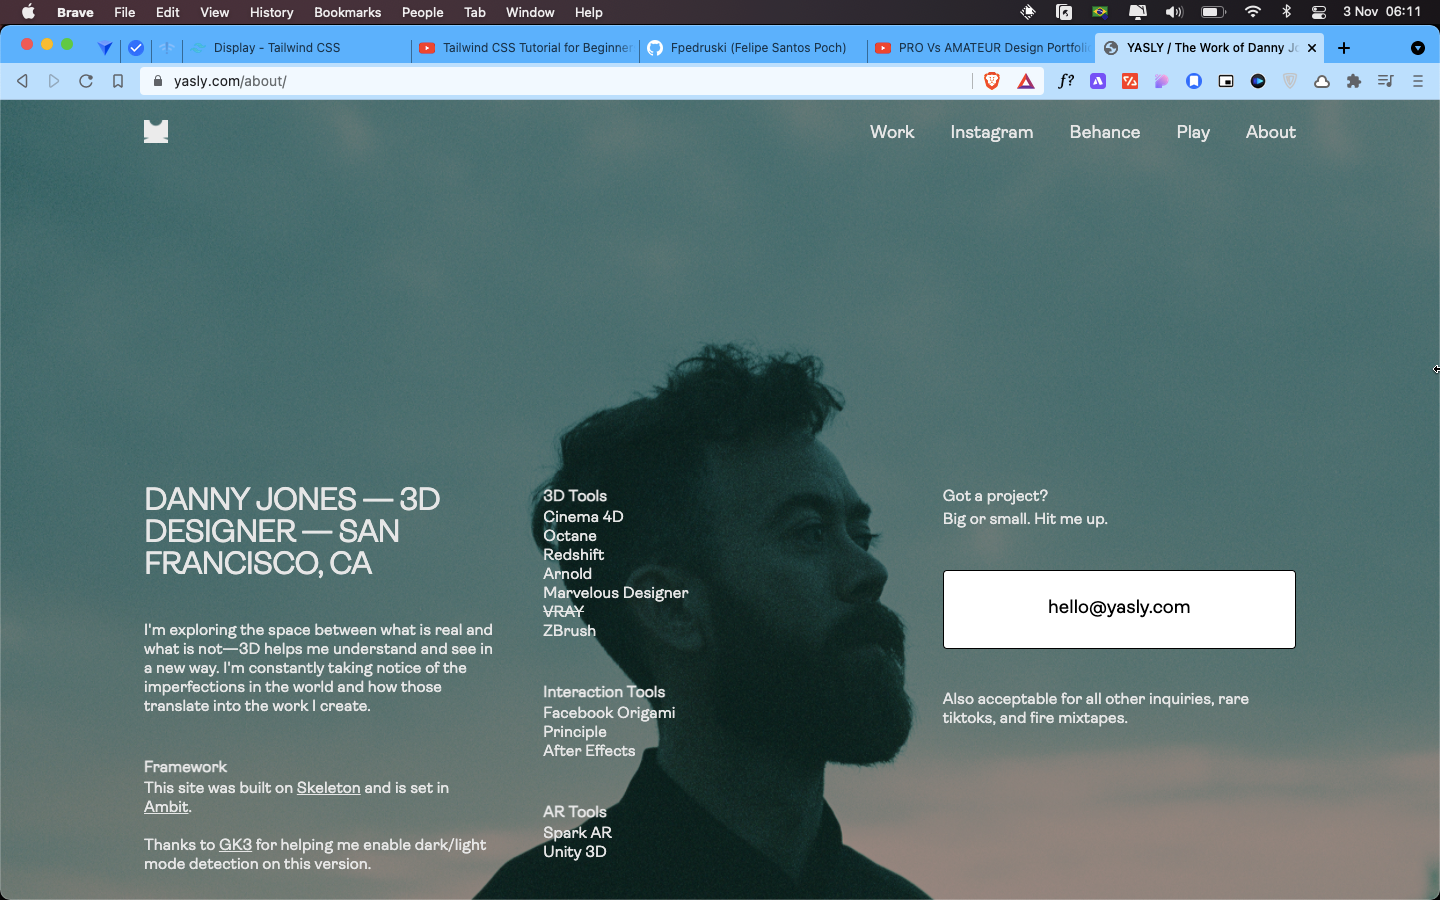 Brave File Edit View History Bookmarks People Tab Window Help 3 Nov 06:11
Display - Tailwind CSS
Tailwind CSS Tutorial for Beginner
Fpedruski (Felipe Santos Poch)
PRO Vs AMATEUR Design Portfoli
YASLY / The Work of Danny Jo
yasly.com/about/
f?
Work Instagram Behance Play About
DANNY JONES — 3D
DESIGNER — SAN
FRANCISCO, CA
I'm exploring the space between what is real and
what is not—3D helps me understand and see in
a new way. I'm constantly taking notice of the
imperfections in the world and how those
translate into the work I create.
Framework
This site was built on Skeleton and is set in
Ambit.
Thanks to GK3 for helping me enable dark/light
mode detection on this version.
3D Tools
Cinema 4D
Octane
Redshift
Arnold
Marvelous Designer
VRAY
ZBrush
Interaction Tools
Facebook Origami
Principle
After Effects
AR Tools
Spark AR
Unity 3D
Got a project?
Big or small. Hit me up.
hello@yasly.com
Also acceptable for all other inquiries, rare
tiktoks, and fire mixtapes.